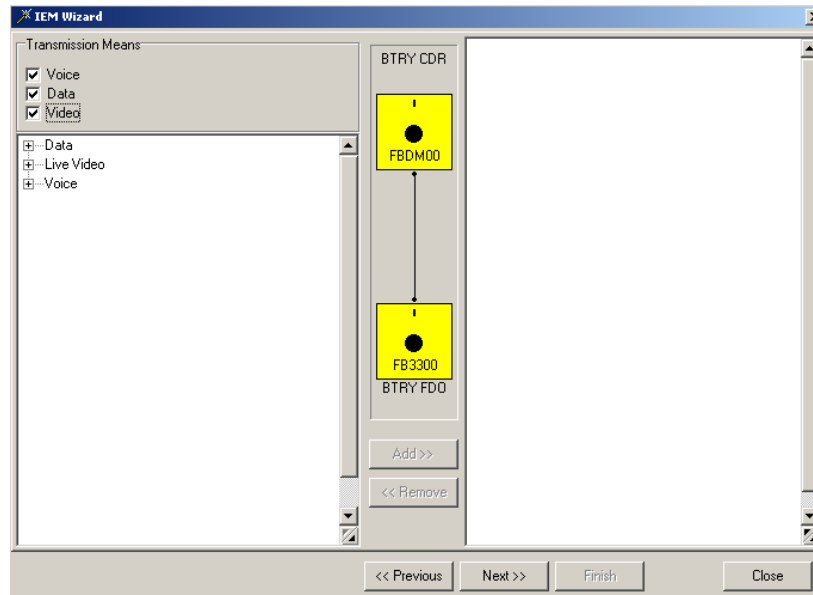 IEM Wizard
Transmission Means
Voice
Data
Video
Data
Live Video
Voice
BTRY CDR
FBDM00
FB3300
BTRY FDO
Add >>
<< Remove
<< Previous
Next >>
Finish
Close